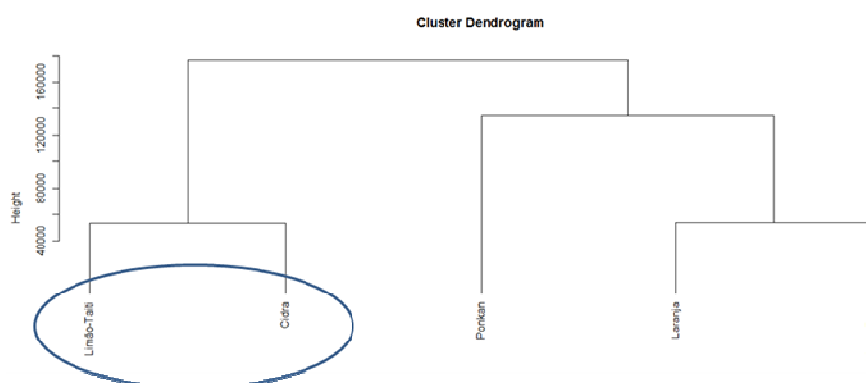 Cluster Dendrogram
Height
160000
120000
80000
40000
Limão-Taiti
Cidra
Ponkan
Laranja